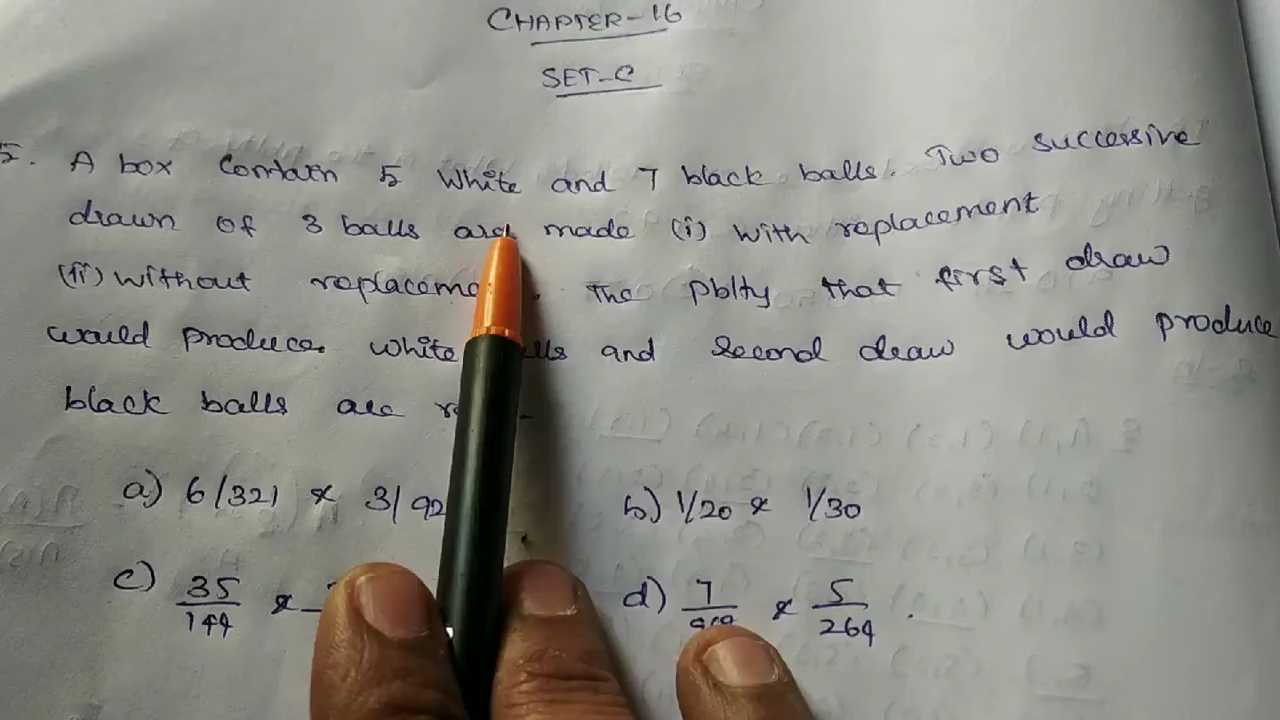 CHAPTER-16
SET-C
5. A box contain 5 white and 7 black balls. Two successive
drawn of 3 balls are made (i) with replacement
(ii) without replaceme . The pblty that first draw
would produce. white lls and second draw would produce
black balls are r
a) 6/321 & 3/92 b) 1/20 & 1/30
c) 35/144 & d) 7/ & 5/264 .